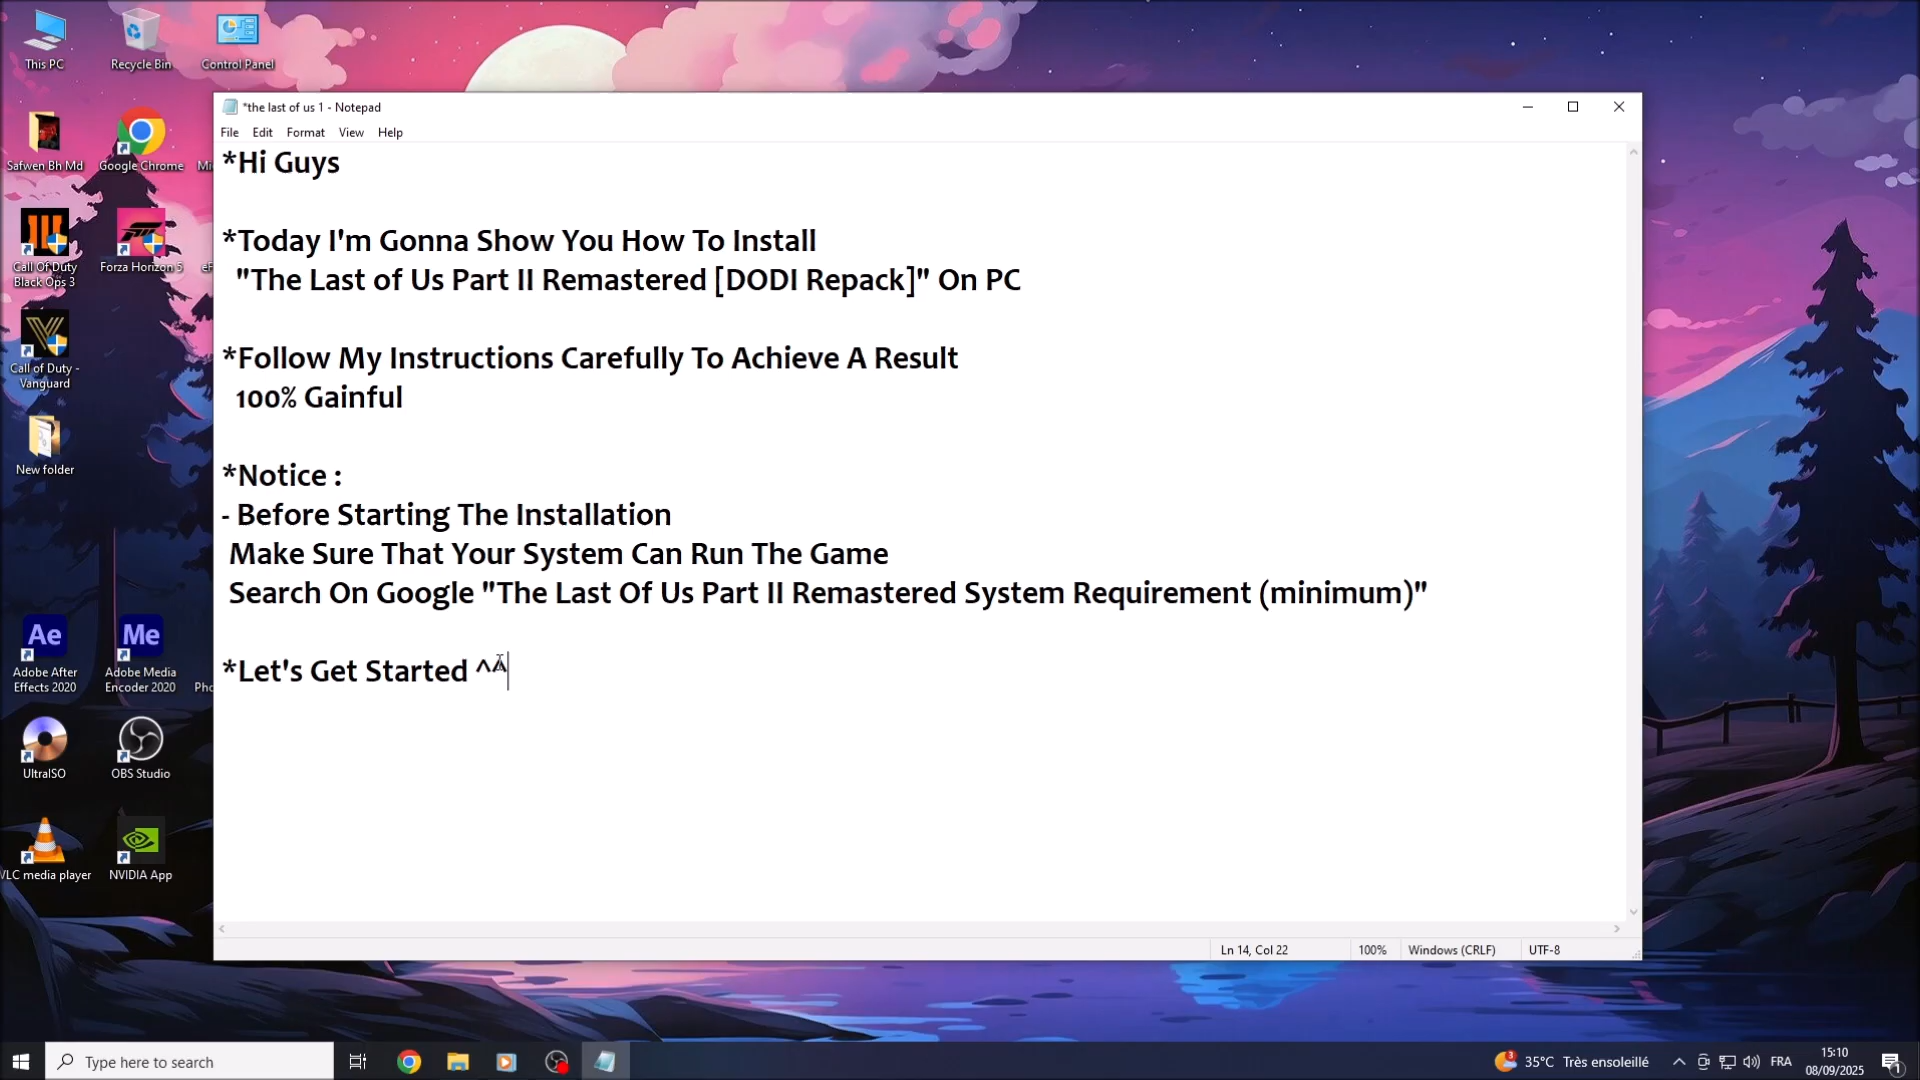 This PC
Recycle Bin
Control Panel
Safwen Bh Md
Google Chrome
Mi
Call Of Duty
Black Ops 3
Forza Horizon 5
eF
Call of Duty -
Vanguard
New folder
Ae
Me
Adobe After
Effects 2020
Adobe Media
Encoder 2020
Pho
UltraISO
OBS Studio
VLC media player
NVIDIA App
*the last of us 1 - Notepad
File Edit Format View Help
*Hi Guys
*Today I'm Gonna Show You How To Install
"The Last of Us Part II Remastered [DODI Repack]" On PC
*Follow My Instructions Carefully To Achieve A Result
100% Gainful
*Notice :
- Before Starting The Installation
Make Sure That Your System Can Run The Game
Search On Google "The Last Of Us Part II Remastered System Requirement (minimum)"
*Let's Get Started ^^
Ln 14, Col 22 100% Windows (CRLF) UTF-8
Type here to search
3
35°C Très ensoleillé
FRA
15:10
08/09/2025
1